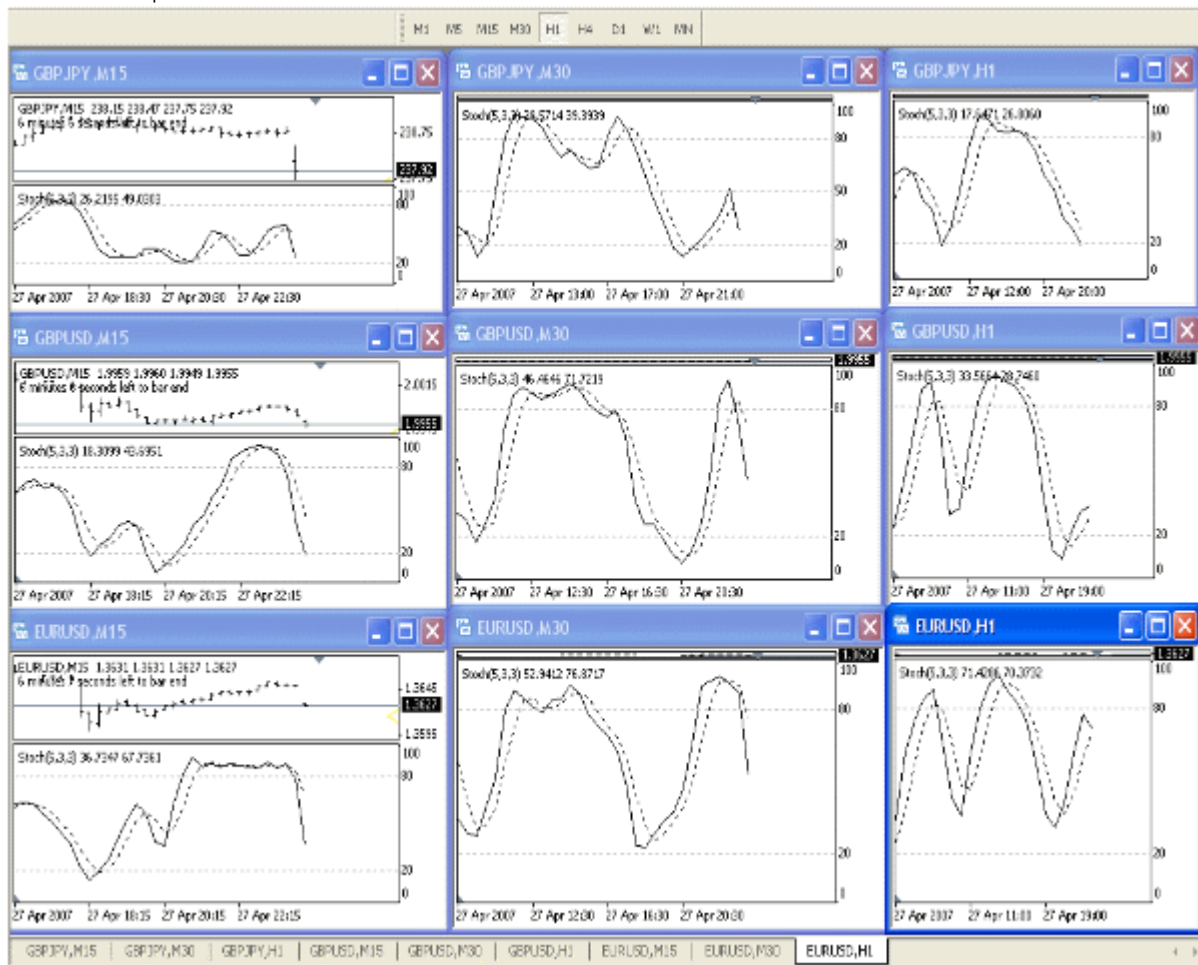 M1 M5 M15 M30 H1 H4 D1 W1 MN
GBPJPY,M15
GBPJPY,M15 238.15 238.47 237.75 237.92
238.75
237.92
Stoch(5,3,3) 26.2195 49.0303
100
80
20
0
27 Apr 2007 27 Apr 18:30 27 Apr 20:30 27 Apr 22:30
GBPJPY,M30
100
80
50
20
0
27 Apr 2007 27 Apr 13:00 27 Apr 17:00 27 Apr 21:00
GBPJPY,H1
100
80
20
0
27 Apr 2007 27 Apr 12:00 27 Apr 20:00
GBPUSD,M15
GBPUSD,M15 1.9959 1.9960 1.9949 1.9955
2.0015
1.9955
Stoch(5,3,3) 18.3099 43.6951
100
80
20
0
27 Apr 2007 27 Apr 18:15 27 Apr 20:15 27 Apr 22:15
GBPUSD,M30
1.9955
Stoch(5,3,3) 46.4646 71.7219
100
80
20
0
27 Apr 2007 27 Apr 12:30 27 Apr 16:30 27 Apr 20:30
GBPUSD,H1
1.9955
100
80
20
0
27 Apr 2007 27 Apr 11:00 27 Apr 19:00
EURUSD,M15
EURUSD,M15 1.3631 1.3631 1.3627 1.3627
1.3645
1.3627
1.3595
Stoch(5,3,3) 36.7347 67.7361
100
80
20
0
27 Apr 2007 27 Apr 18:15 27 Apr 20:15 27 Apr 22:15
EURUSD,M30
1.3627
Stoch(5,3,3) 52.9412 76.8717
100
80
20
0
27 Apr 2007 27 Apr 12:30 27 Apr 16:30 27 Apr 20:30
EURUSD,H1
1.3627
100
80
20
0
27 Apr 2007 27 Apr 11:00 27 Apr 19:00
GBPJPY,M15 GBPJPY,M30 GBPJPY,H1 GBPUSD,M15 GBPUSD,M30 GBPUSD,H1 EURUSD,M15 EURUSD,M30 EURUSD,H1